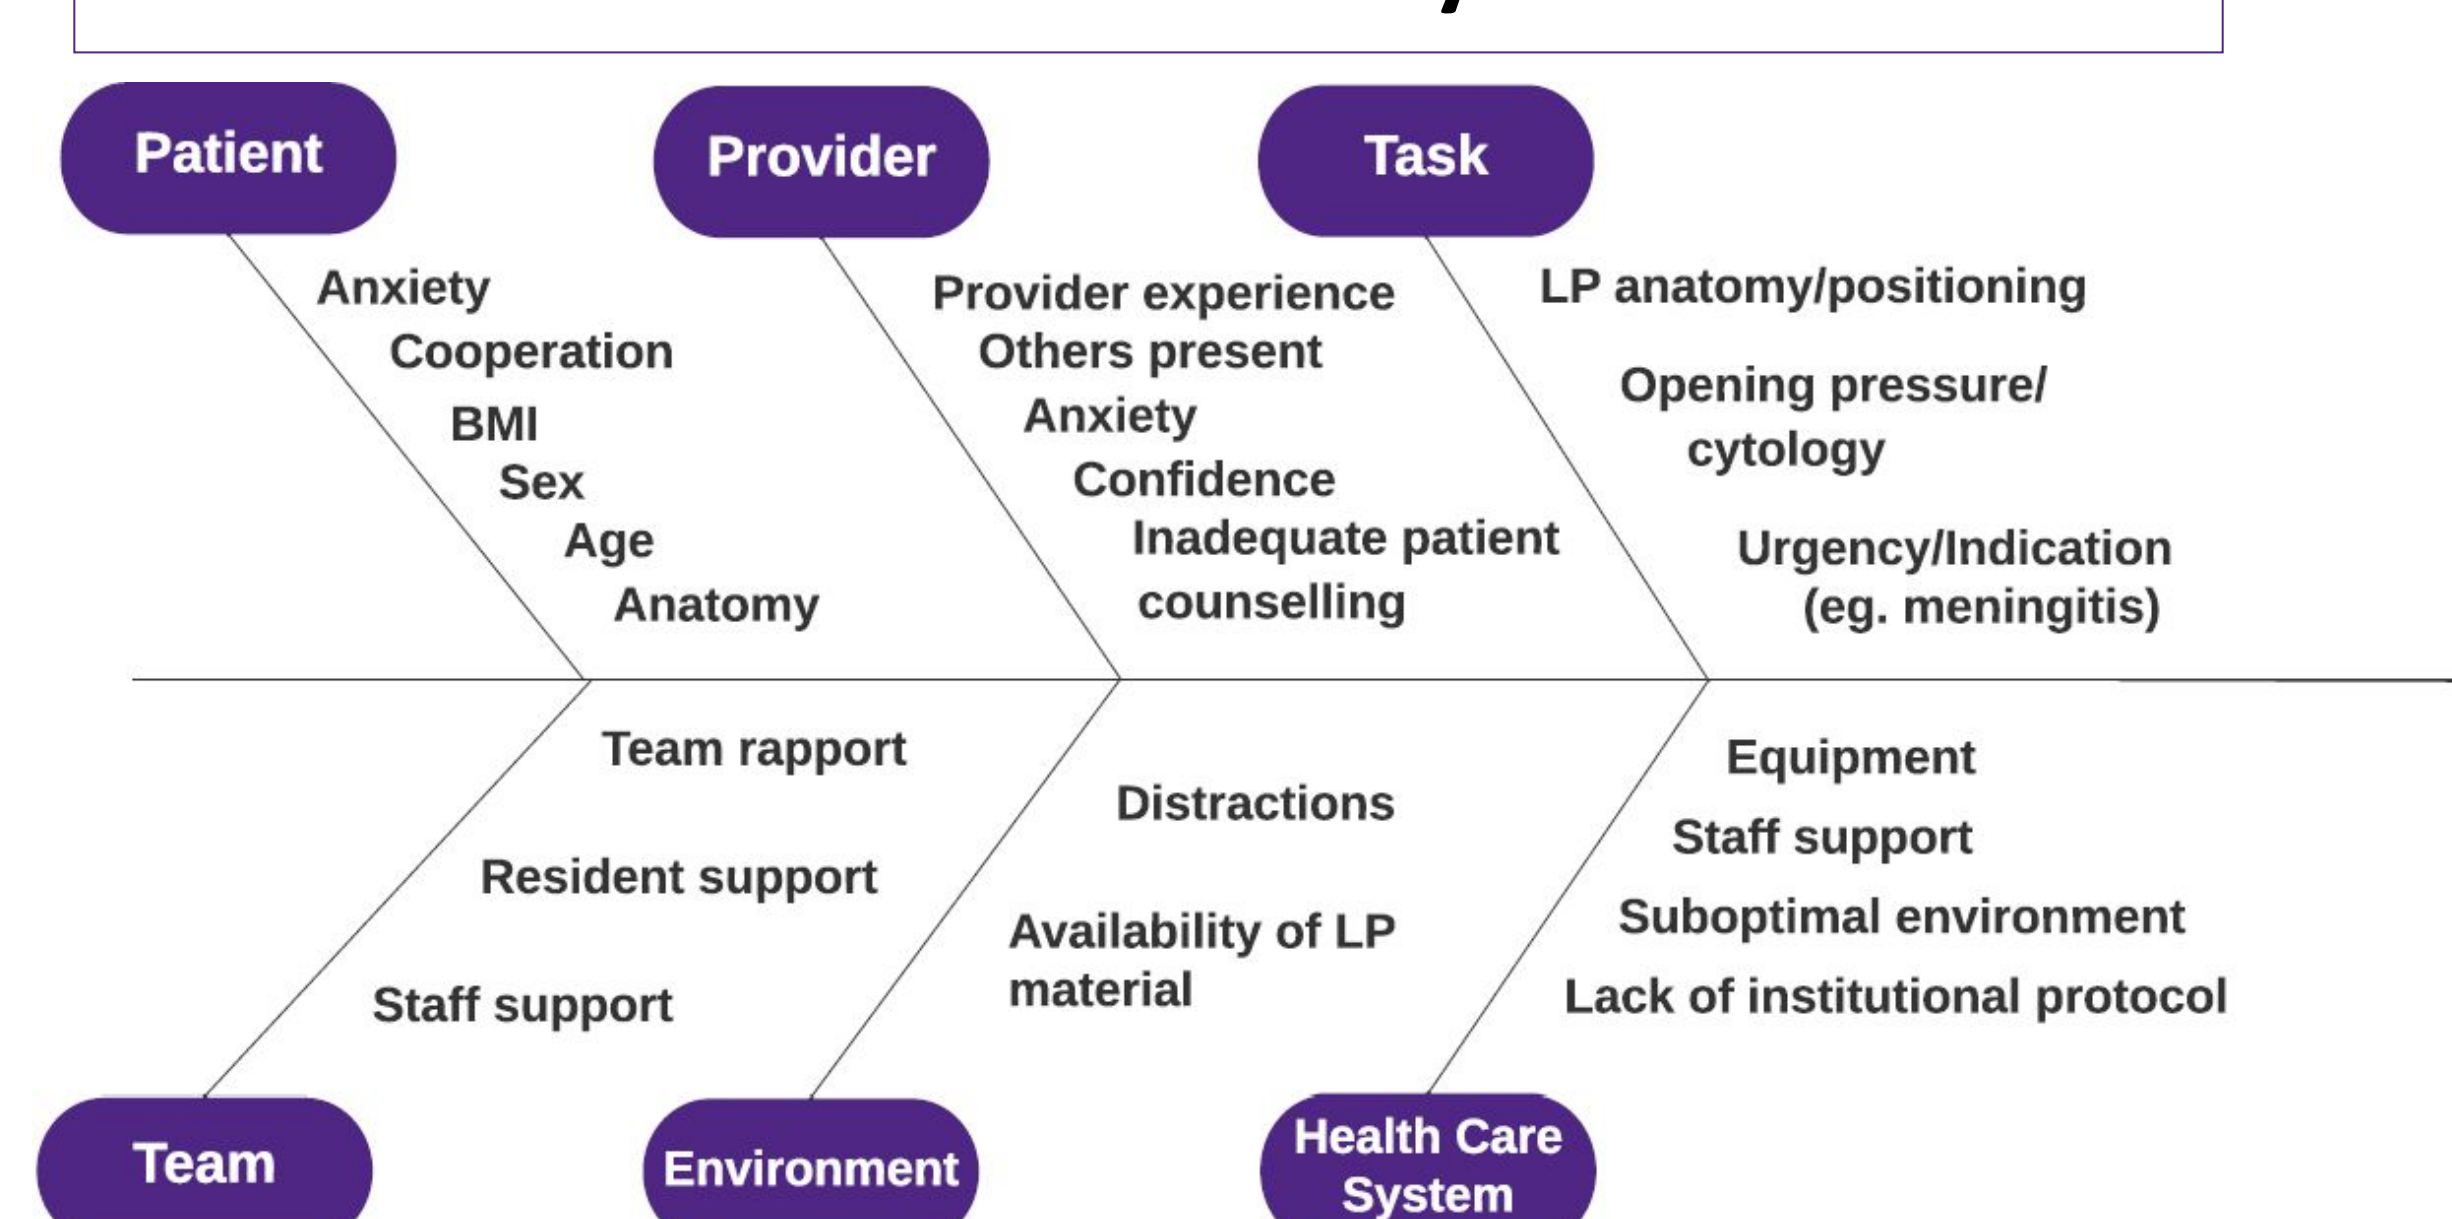 Patient
Provider
Task
Anxiety
Cooperation
BMI
Sex
Age
Anatomy
Provider experience
Others present
Anxiety
Confidence
Inadequate patient
counselling
LP anatomy/positioning
Opening pressure/
cytology
Urgency/Indication
(eg. meningitis)
Team rapport
Resident support
Staff support
Distractions
Availability of LP
material
Equipment
Staff support
Suboptimal environment
Lack of institutional protocol
Team
Environment
Health Care
System